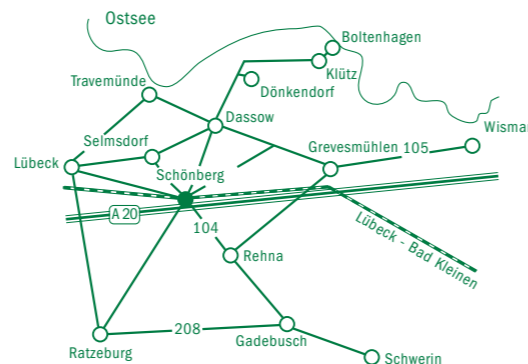 Ostsee
Boltenhagen
Klütz
Travemünde
Dönkendorf
Dassow
Wismar
Selmsdorf
Grevesmühlen 105
Lübeck
Schönberg
A 20
104
Lübeck - Bad Kleinen
Rehna
208
Gadebusch
Ratzeburg
Schwerin